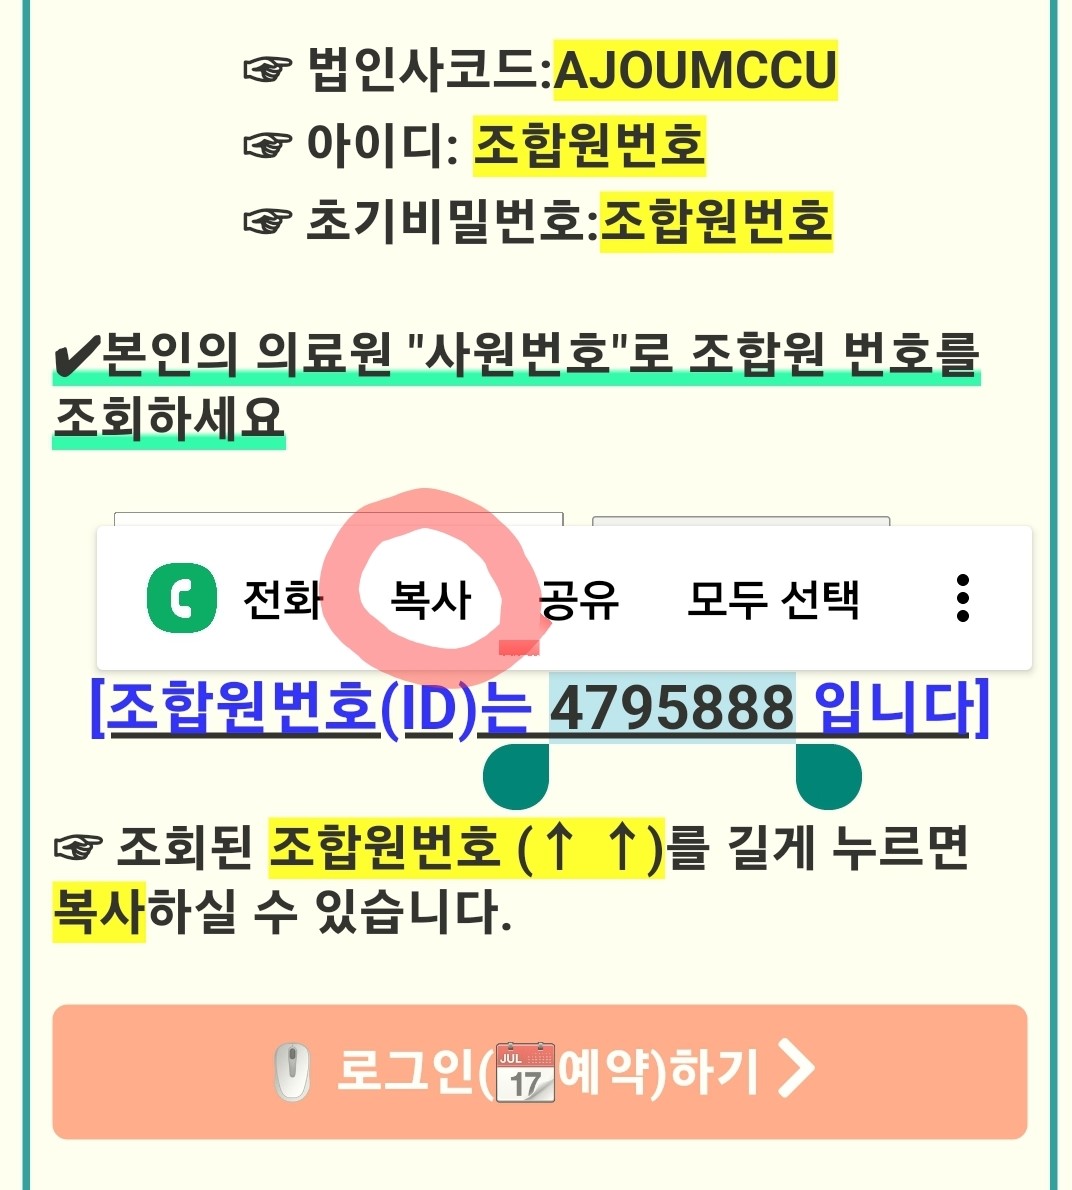 ☞ 법인사코드:AJOUMCCU
☞ 아이디: 조합원번호
☞ 초기비밀번호:조합원번호
✔본인의 의료원 "사원번호"로 조합원 번호를
조회하세요
전화 복사 공유 모두 선택
[조합원번호(ID)는 4795888 입니다]
☞ 조회된 조합원번호 (↑ ↑)를 길게 누르면
복사하실 수 있습니다.
로그인(JUL 17예약)하기